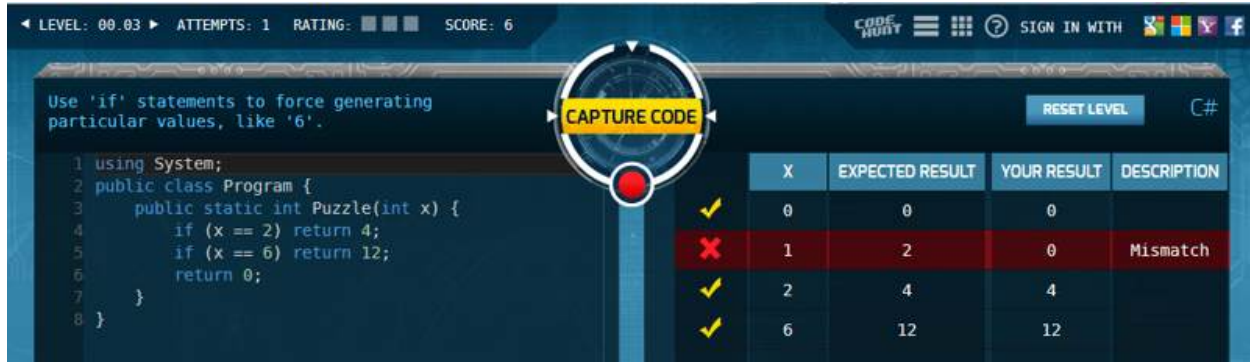 LEVEL: 00.03 ATTEMPTS: 1 RATING: SCORE: 6 CODE HUNT ? SIGN IN WITH 8 Y f
Use 'if' statements to force generating
particular values, like '6'.
CAPTURE CODE
RESET LEVEL C#
1 using System;
2 public class Program {
3 public static int Puzzle(int x) {
4 if (x == 2) return 4;
5 if (x == 6) return 12;
6 return 0;
7 }
8 }
X EXPECTED RESULT YOUR RESULT DESCRIPTION
0 0 0
1 2 0 Mismatch
2 4 4
6 12 12